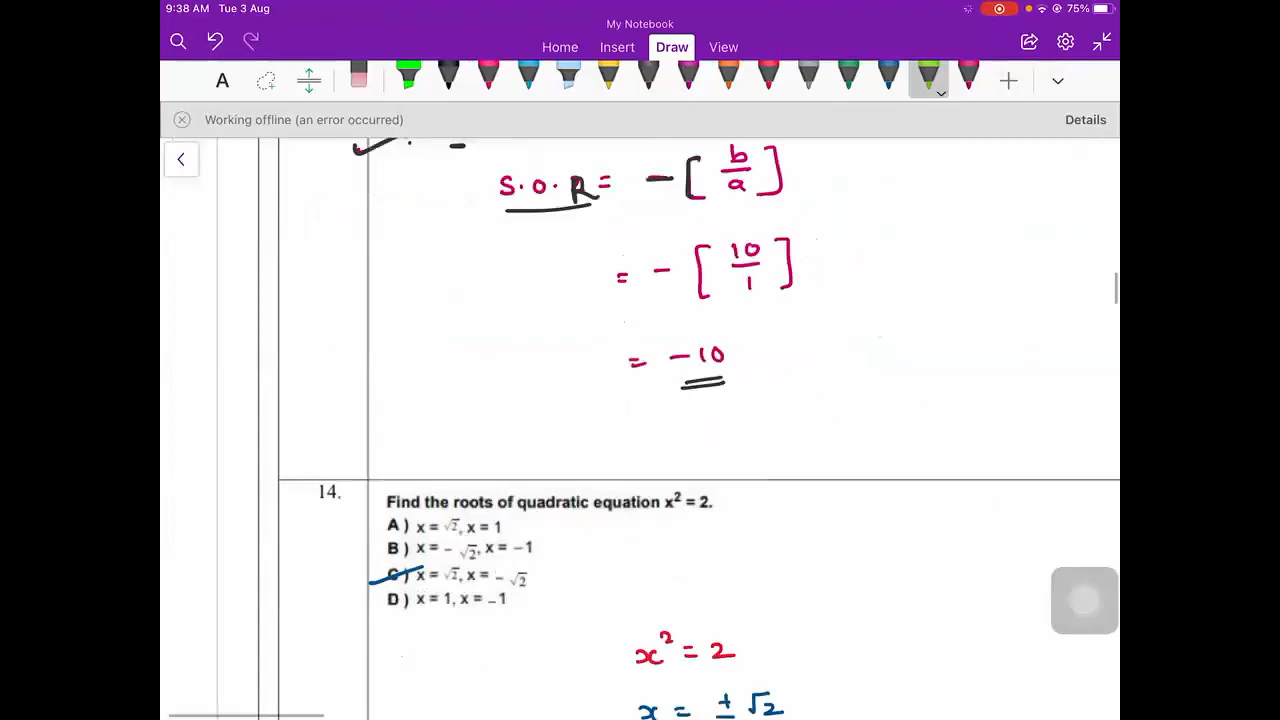 9:38 AM Tue 3 Aug
75%
My Notebook
Home Insert Draw View
A
Working offline (an error occurred)
Details
S.O.R = - [ b/a ]
= - [ 10/1 ]
= -10
14.
Find the roots of quadratic equation x² = 2.
A ) x = √2, x = 1
B ) x = - √2, x = -1
C ) x = √2, x = - √2
D ) x = 1, x = -1
x² = 2
x = ± √2